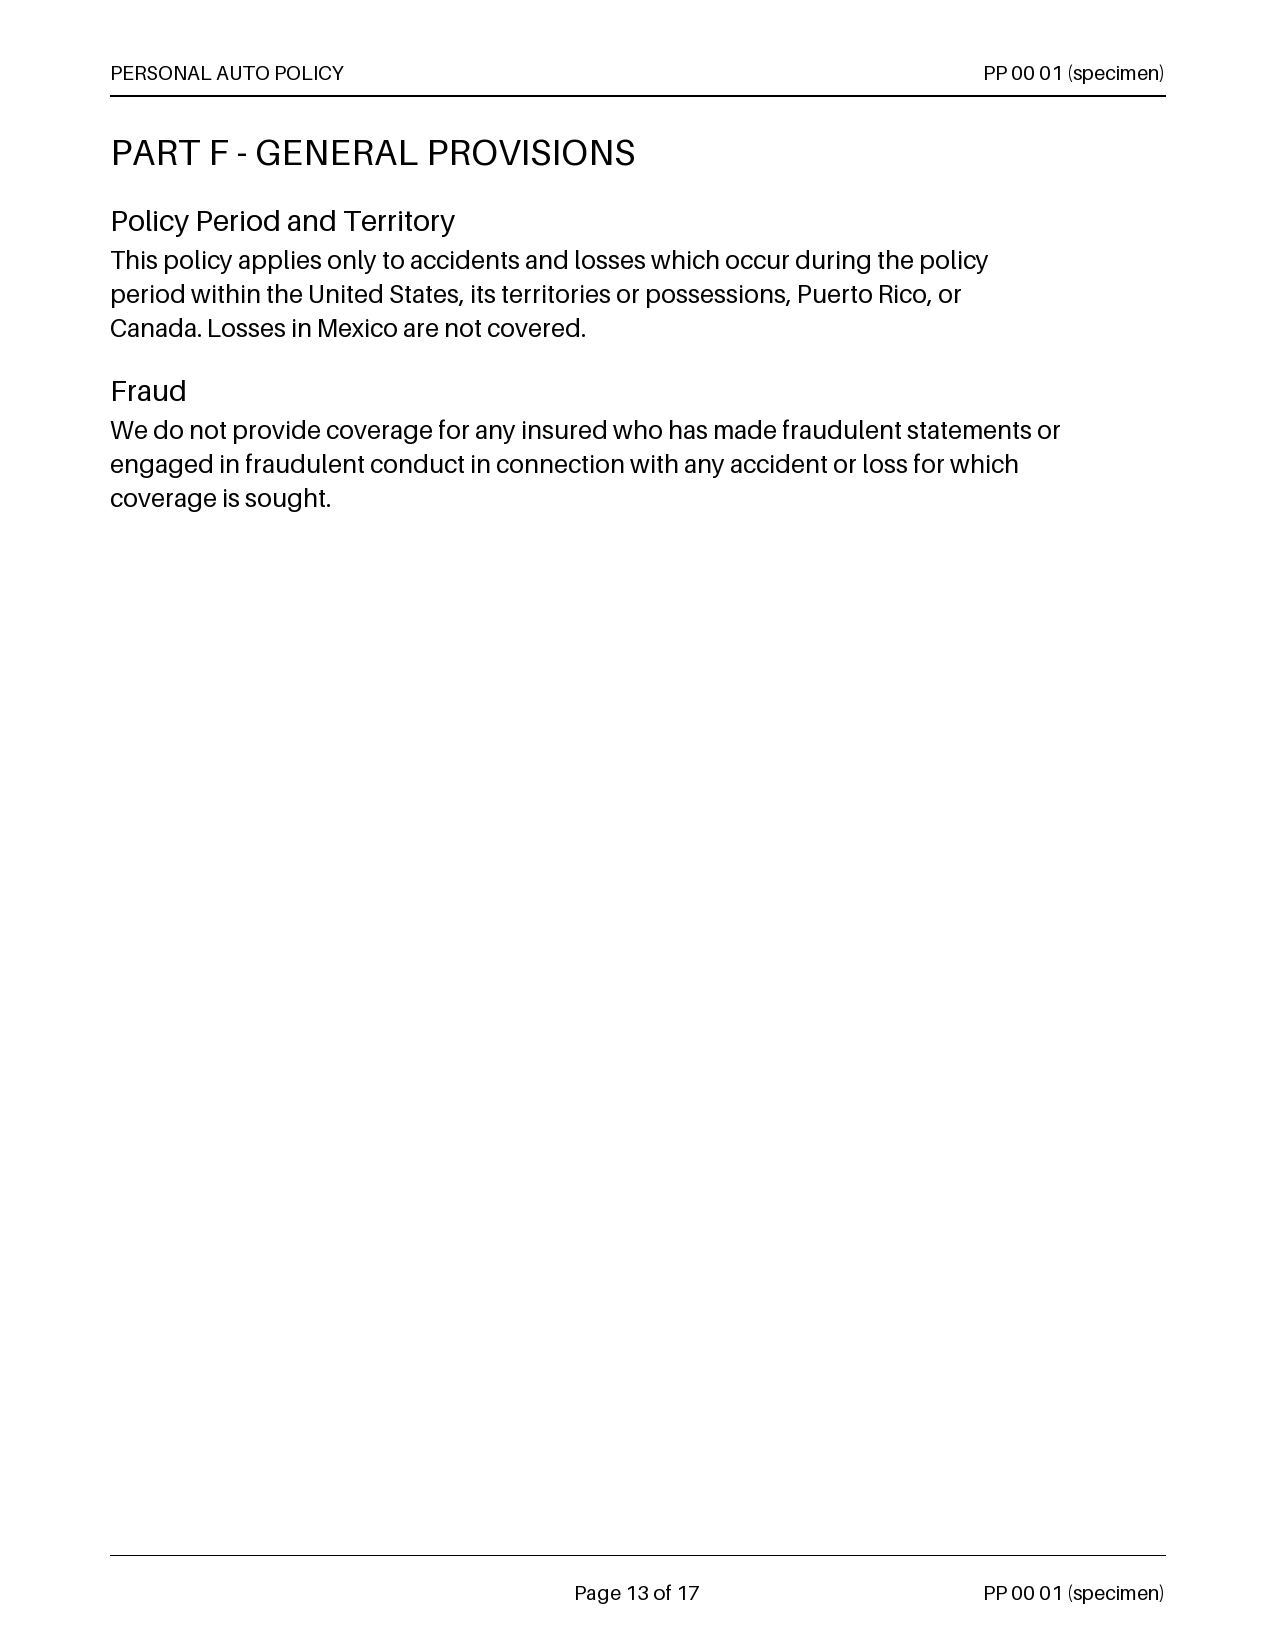 PERSONAL AUTO POLICY PP 00 01 (specimen)
PART F - GENERAL PROVISIONS
Policy Period and Territory
This policy applies only to accidents and losses which occur during the policy
period within the United States, its territories or possessions, Puerto Rico, or
Canada. Losses in Mexico are not covered.
Fraud
We do not provide coverage for any insured who has made fraudulent statements or
engaged in fraudulent conduct in connection with any accident or loss for which
coverage is sought.
Page 13 of 17 PP 00 01 (specimen)